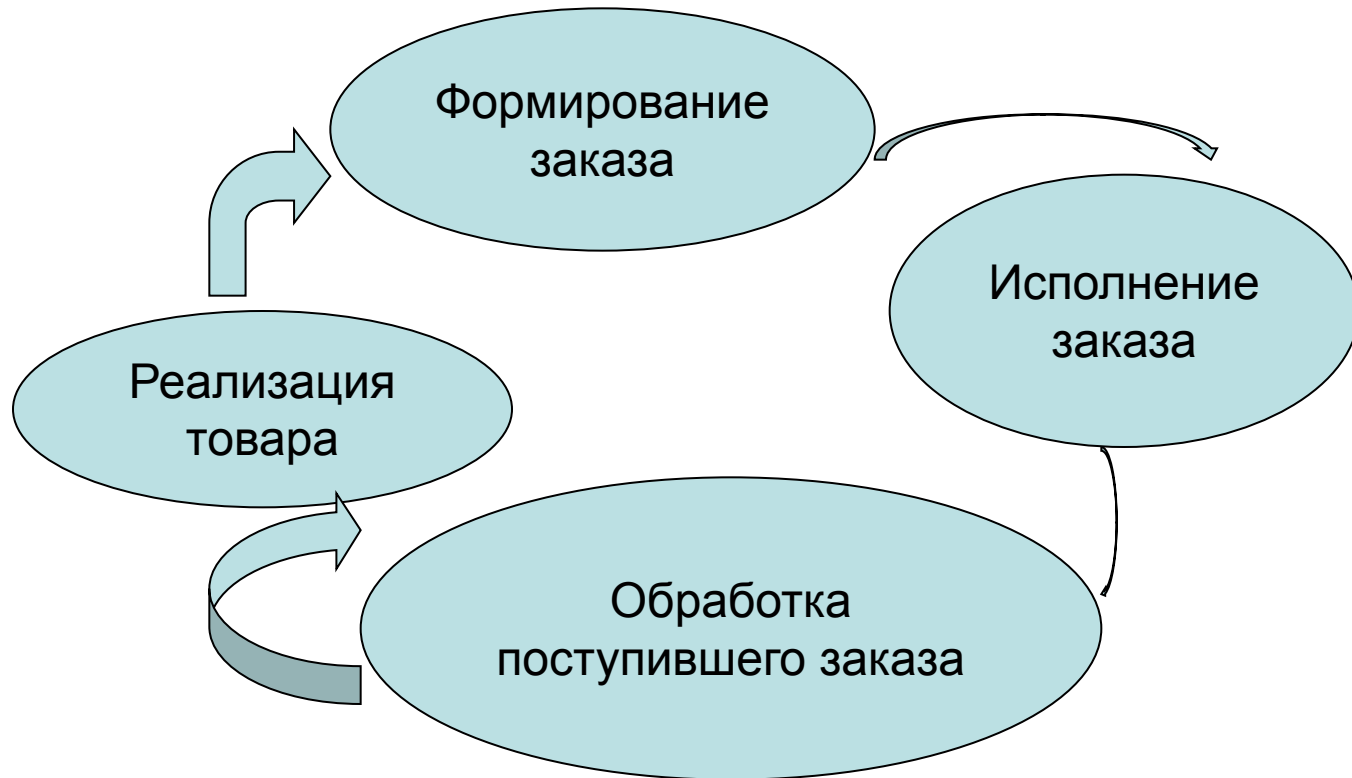 Формирование
заказа
Исполнение
заказа
Реализация
товара
Обработка
поступившего заказа